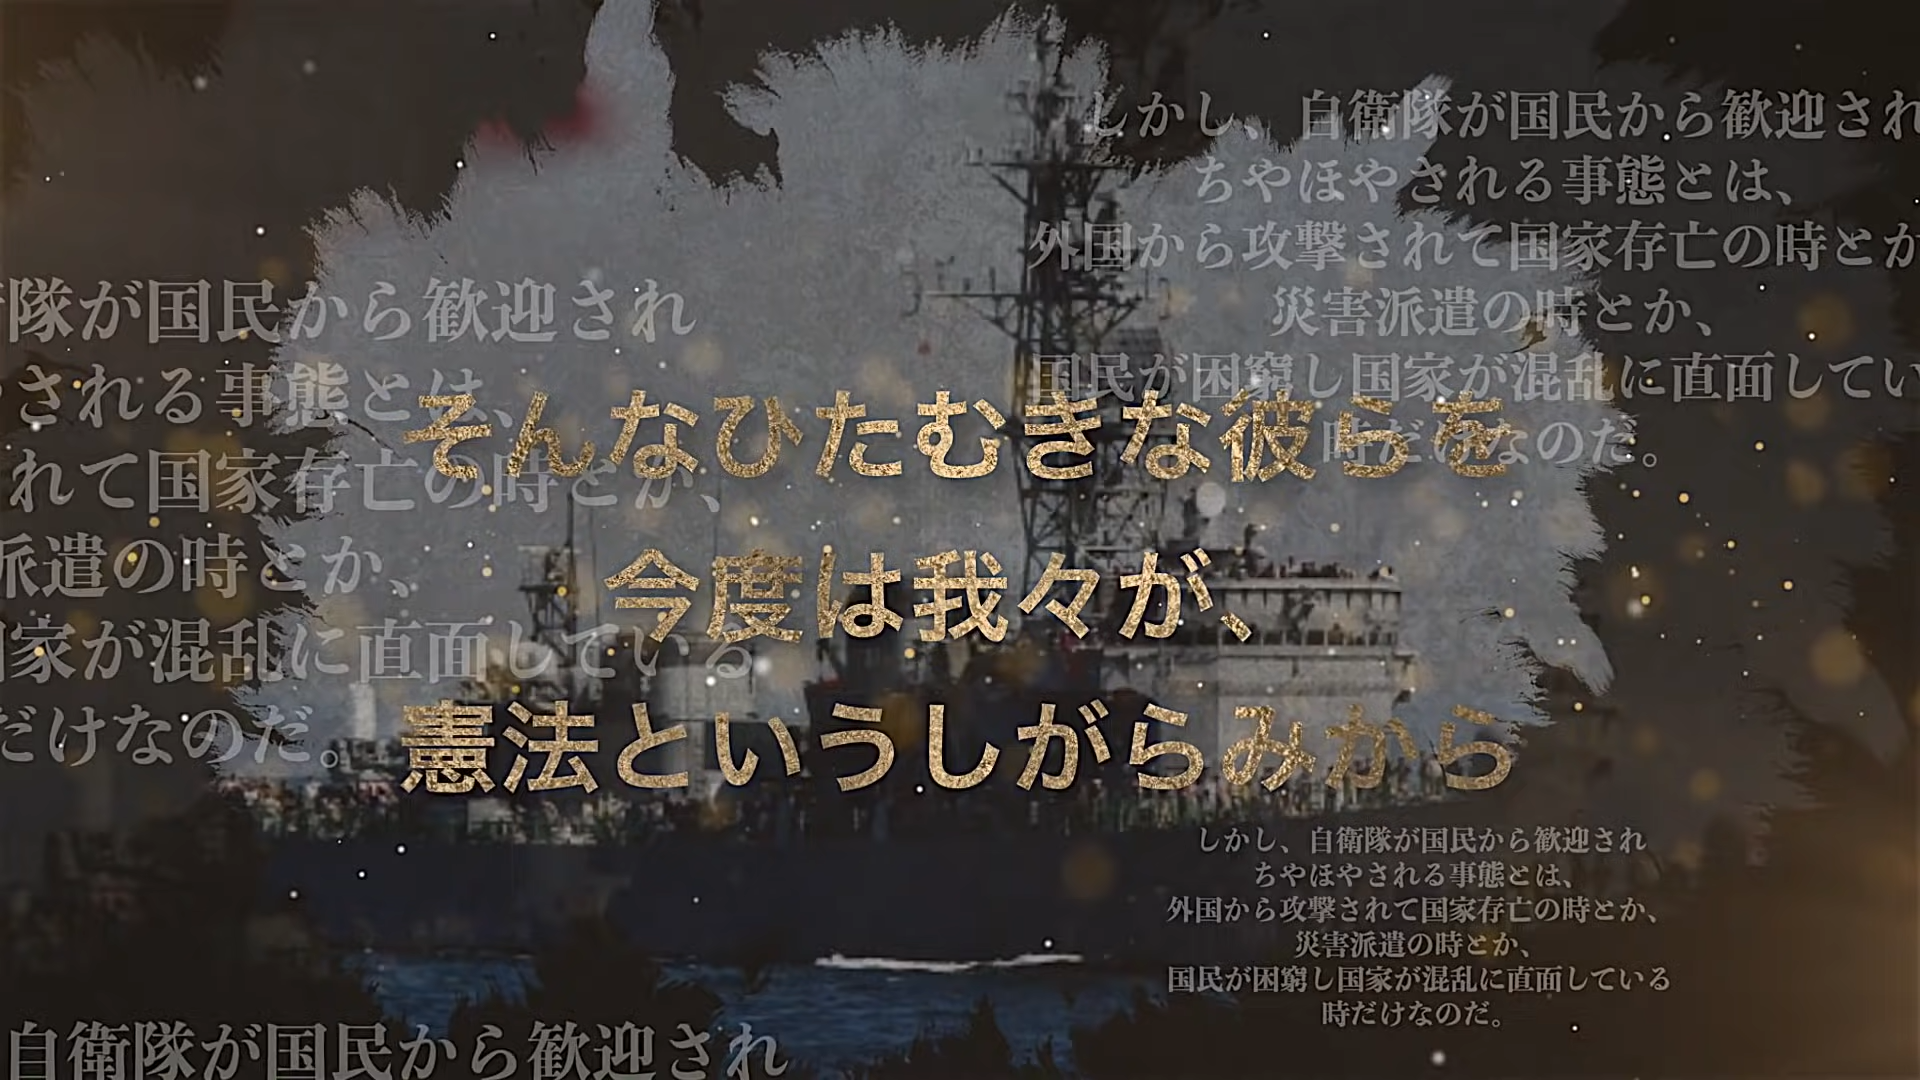 しかし、自衛隊が国民から歓迎され
ちやほやされる事態とは、
外国から攻撃されて国家存亡の時とか
災害派遣の時とか、
国民が困窮し国家が混乱に直面してい
時だけなのだ。
隊が国民から歓迎され
される事態とは、
れて国家存亡の時とか、
派遣の時とか、
家が混乱に直面している
だけなのだ。
そんなひたむきな彼らを
今度は我々が、
憲法というしがらみから
しかし、自衛隊が国民から歓迎され
ちやほやされる事態とは、
外国から攻撃されて国家存亡の時とか、
災害派遣の時とか、
国民が困窮し国家が混乱に直面している
時だけなのだ。
自衛隊が国民から歓迎され